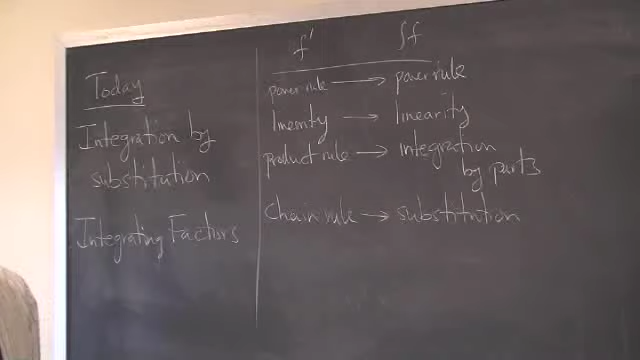 Today
Integration by
substitution
Integrating Factors
f' ∫f
power rule → power rule
linearity → linearity
product rule → integration
by parts
Chain rule → substitution